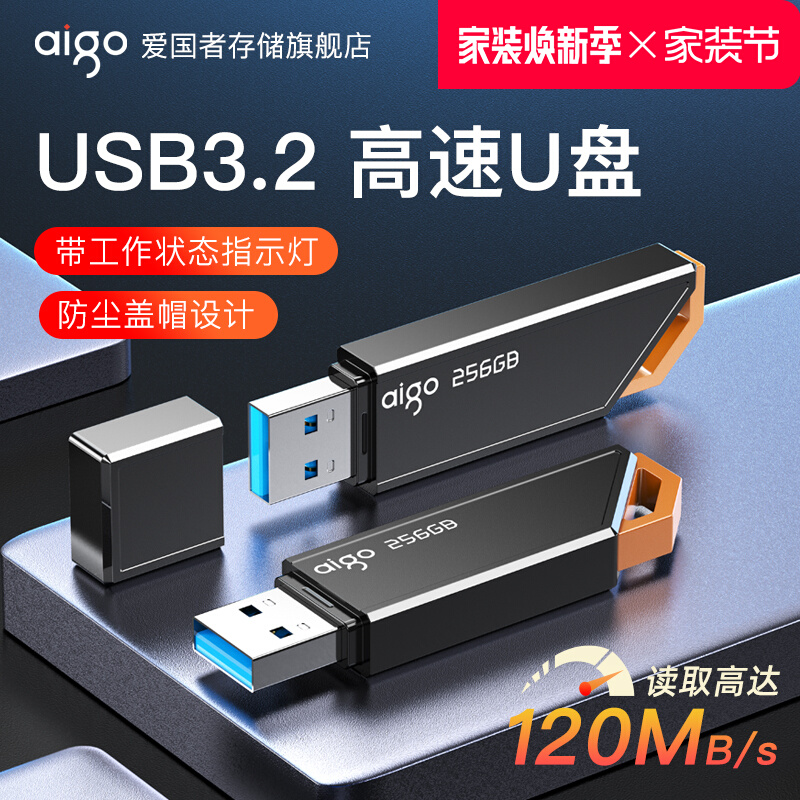 aigo 爱国者存储旗舰店
家装焕新季×家装节
USB3.2 高速U盘
带工作状态指示灯
防尘盖帽设计
aigo 256GB
aigo 256GB
读取高达
120MB/s